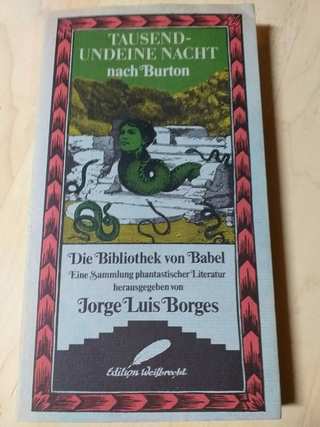 TAUSEND-
UNDEINE NACHT
nach Burton
Die Bibliothek von Babel
Eine Sammlung phantastischer Literatur
herausgegeben von
Jorge Luis Borges
Edition Weitbrecht